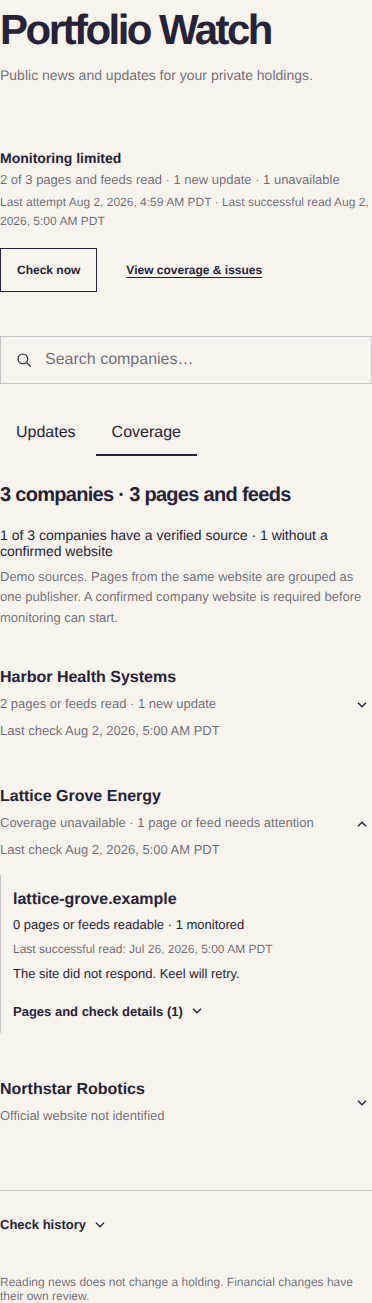 Portfolio Watch
Public news and updates for your private holdings.
Monitoring limited
2 of 3 pages and feeds read · 1 new update · 1 unavailable
Last attempt Aug 2, 2026, 4:59 AM PDT · Last successful read Aug 2,
2026, 5:00 AM PDT
Check now
View coverage & issues
Search companies…
Updates
Coverage
3 companies · 3 pages and feeds
1 of 3 companies have a verified source · 1 without a
confirmed website
Demo sources. Pages from the same website are grouped as
one publisher. A confirmed company website is required before
monitoring can start.
Harbor Health Systems
2 pages or feeds read · 1 new update
Last check Aug 2, 2026, 5:00 AM PDT
Lattice Grove Energy
Coverage unavailable · 1 page or feed needs attention
Last check Aug 2, 2026, 5:00 AM PDT
lattice-grove.example
0 pages or feeds readable · 1 monitored
Last successful read: Jul 26, 2026, 5:00 AM PDT
The site did not respond. Keel will retry.
Pages and check details (1)
Northstar Robotics
Official website not identified
Check history
Reading news does not change a holding. Financial changes have
their own review.